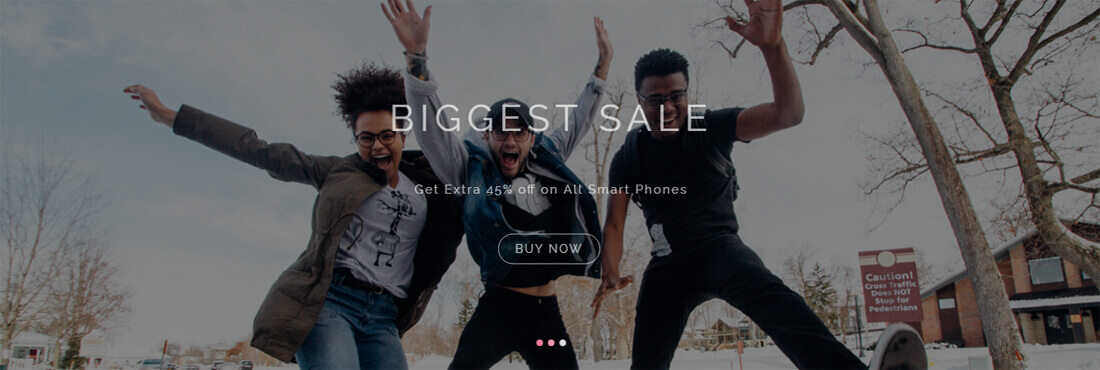 BIGGEST SALE
Get Extra 45% off on All Smart Phones
BUY NOW
Caution!
Cross Traffic
Does NOT
Stop for
Pedestrians